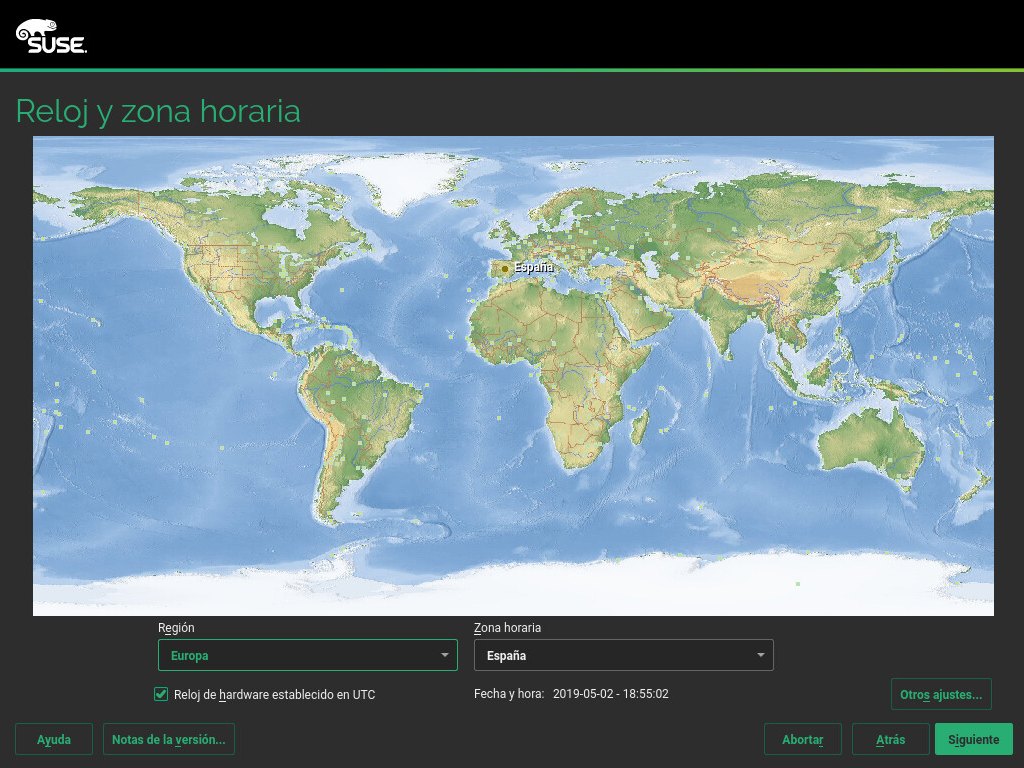 SUSE.
Reloj y zona horaria
España
Región
Zona horaria
Europa
España
Reloj de hardware establecido en UTC
Fecha y hora: 2019-05-02 - 18:55:02
Otros ajustes...
Ayuda
Notas de la versión...
Abortar
Atrás
Siguiente